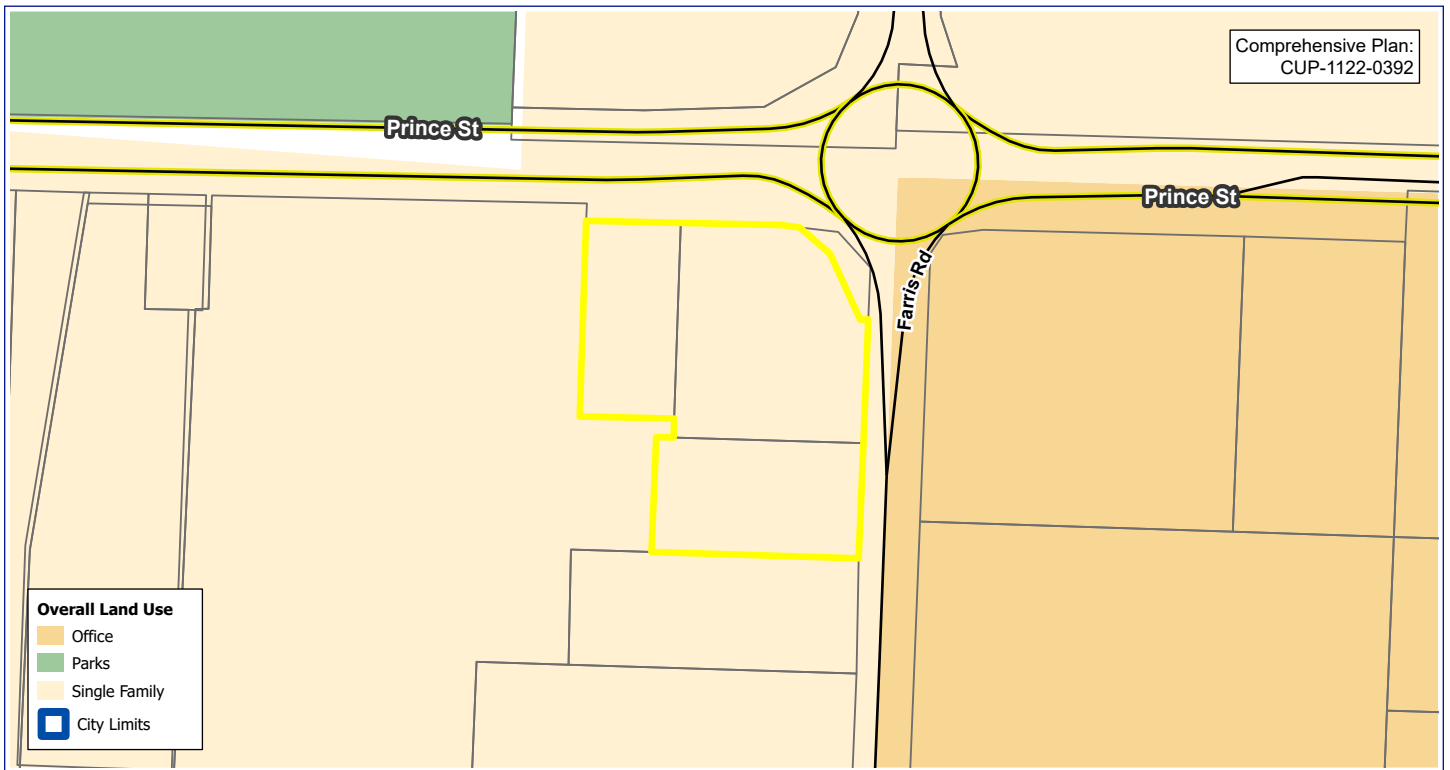 Comprehensive Plan:
CUP-1122-0392
Prince St
Prince St
Farris Rd
Overall Land Use
Office
Parks
Single Family
City Limits